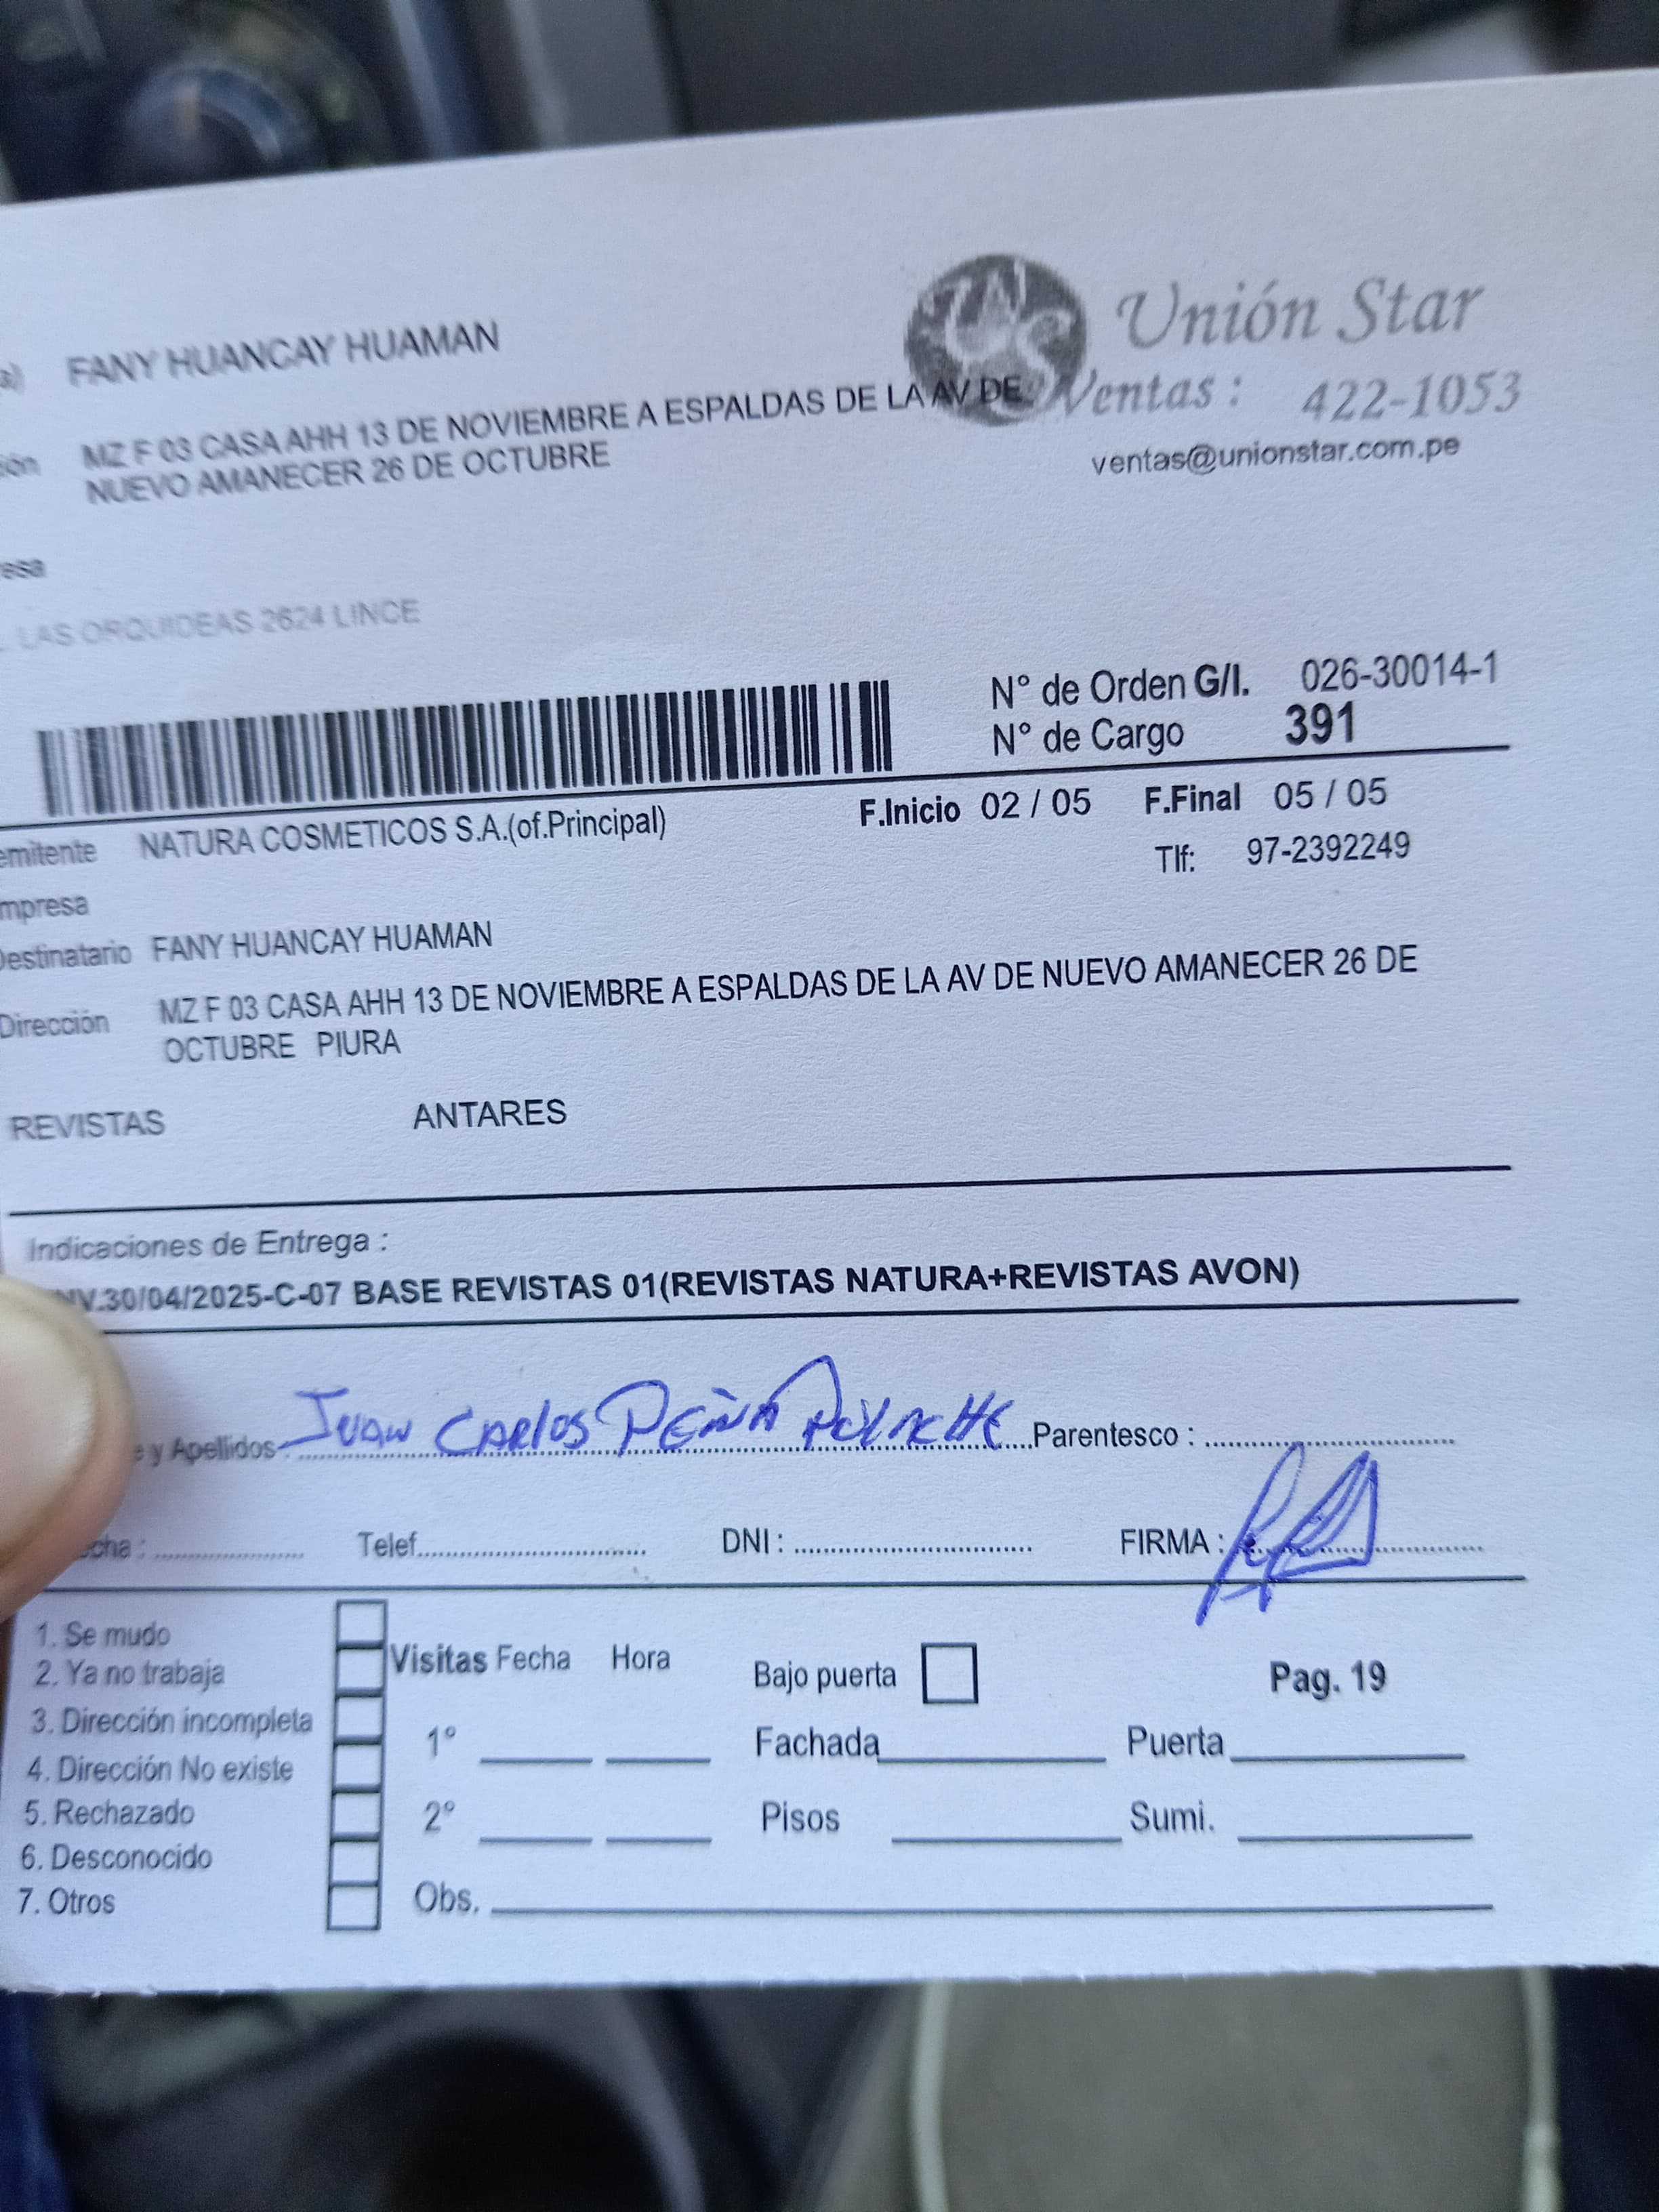 FANY HUANCAY HUAMAN
Unión Star
Ventas : 422-1053
ventas@unionstar.com.pe
MZ F 03 CASA AHH 13 DE NOVIEMBRE A ESPALDAS DE LA AV DE
NUEVO AMANECER 26 DE OCTUBRE
LAS ORQUIDEAS 2624 LINCE
N° de Orden G/I. 026-30014-1
N° de Cargo 391
F.Inicio 02 / 05 F.Final 05 / 05
emitente NATURA COSMETICOS S.A.(of.Principal)
Tlf: 97-2392249
mpresa
Destinatario FANY HUANCAY HUAMAN
Dirección MZ F 03 CASA AHH 13 DE NOVIEMBRE A ESPALDAS DE LA AV DE NUEVO AMANECER 26 DE
OCTUBRE PIURA
REVISTAS ANTARES
Indicaciones de Entrega :
NV.30/04/2025-C-07 BASE REVISTAS 01(REVISTAS NATURA+REVISTAS AVON)
e y Apellidos : JUAN CARLOS PEÑA Parentesco :
cha : Telef. DNI : FIRMA :
1. Se mudo
2. Ya no trabaja
3. Dirección incompleta
4. Dirección No existe
5. Rechazado
6. Desconocido
7. Otros
Visitas Fecha Hora
1°
2°
Obs.
Bajo puerta
Fachada Puerta
Pisos Sumi.
Pag. 19